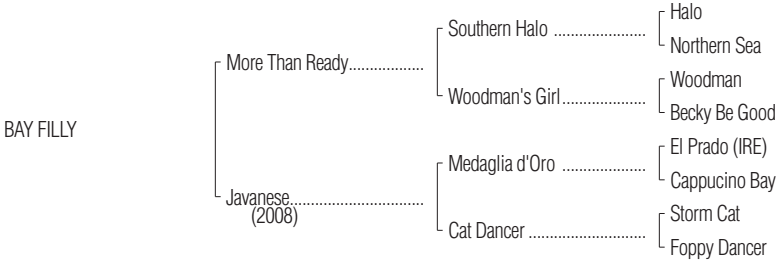 Halo
Southern Halo .......................
Northern Sea
More Than Ready...................
Woodman
Woodman's Girl.....................
Becky Be Good
BAY FILLY
El Prado (IRE)
Medaglia d'Oro .....................
Cappucino Bay
Javanese..................................
(2008)
Storm Cat
Cat Dancer .............................
Foppy Dancer